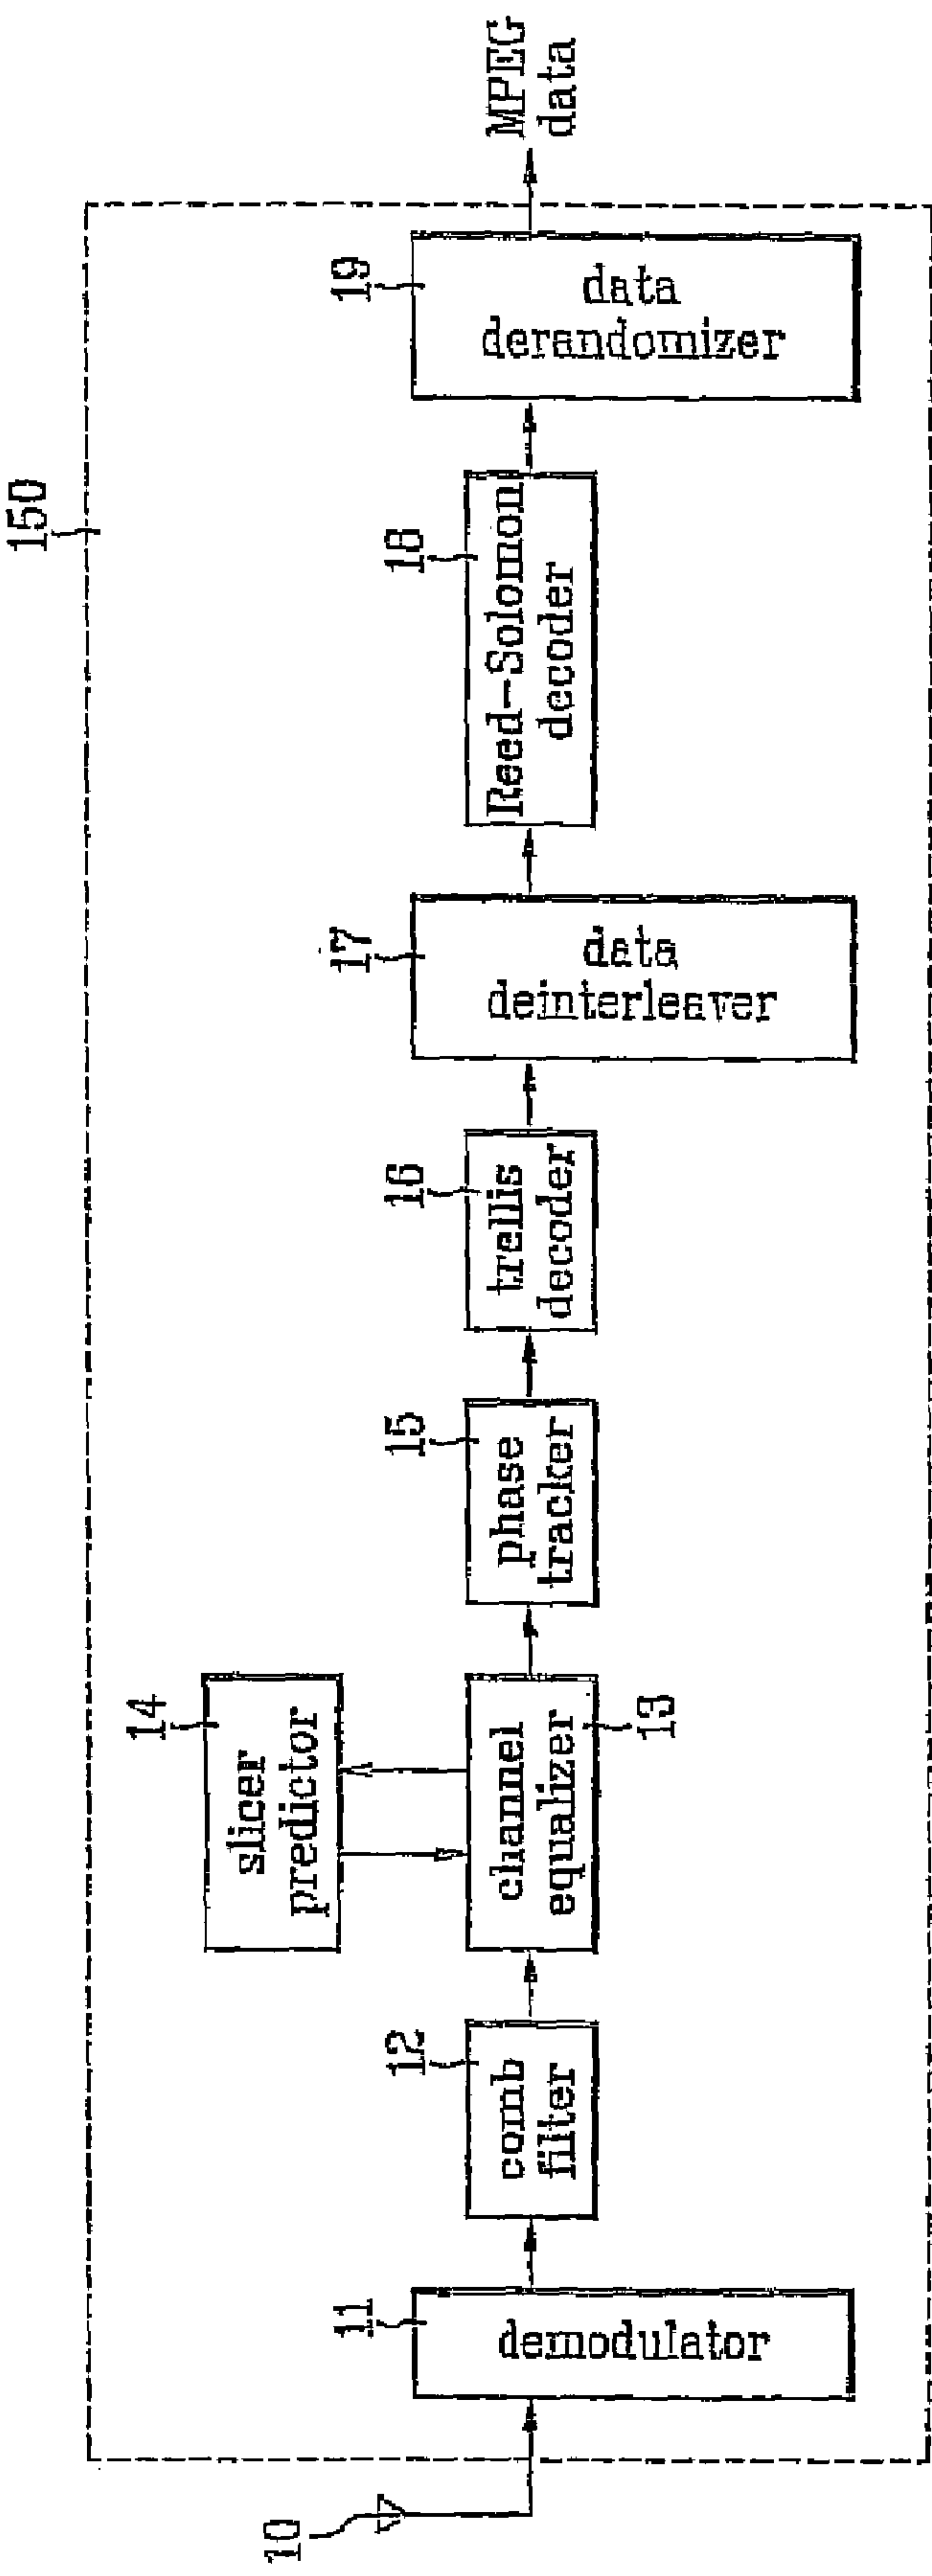 150
10
11
demodulator
12
comb
filter
14
slicer
predictor
channel
equalizer
13
15
phase
tracker
16
trellis
decoder
17
data
deinterleaver
18
Reed-Solomon
decoder
19
data
derandomizer
MPEG
data